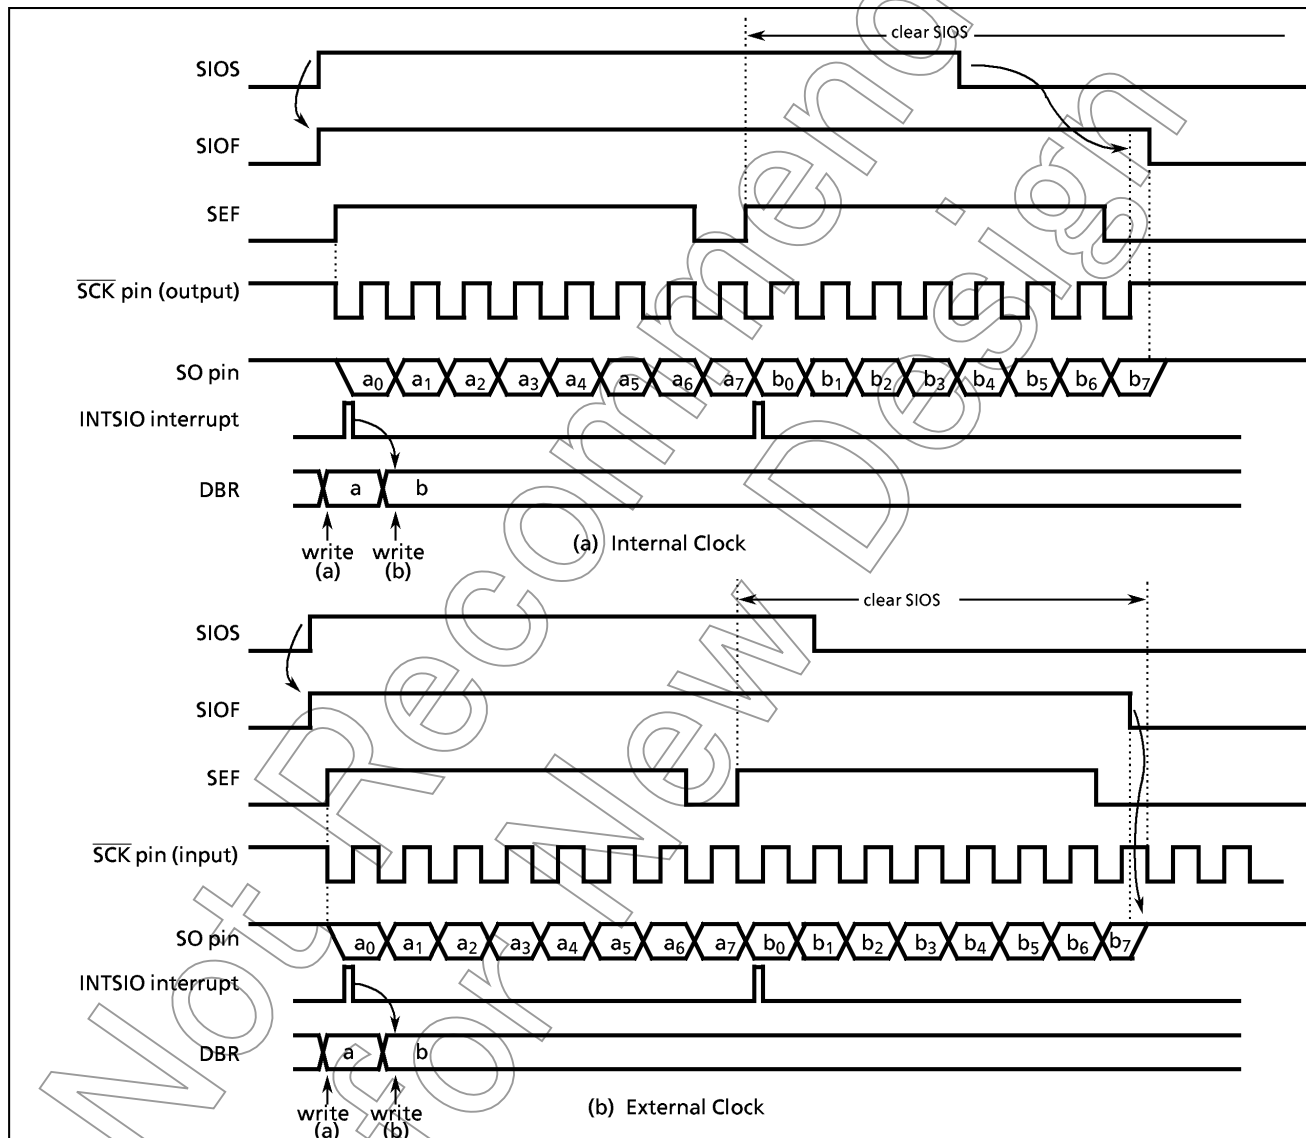 clear SIOS
SIOS
SIOF
SEF
SCK pin (output)
SO pin a0 a1 a2 a3 a4 a5 a6 a7 b0 b1 b2 b3 b4 b5 b6 b7
INTSIO interrupt
DBR a b
write (a) write (b)
(a) Internal Clock
clear SIOS
SIOS
SIOF
SEF
SCK pin (input)
SO pin a0 a1 a2 a3 a4 a5 a6 a7 b0 b1 b2 b3 b4 b5 b6 b7
INTSIO interrupt
DBR a b
write (a) write (b)
(b) External Clock
Not Recommend
for New Design